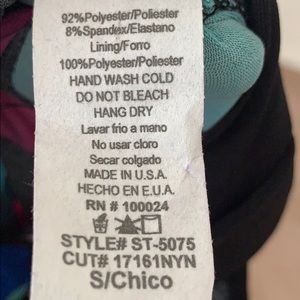 92%Polyester/Poliester
8%Spandex/Elastano
Lining/Forro
100%Polyester/Poliester
HAND WASH COLD
DO NOT BLEACH
HANG DRY
Lavar frio a mano
No usar cloro
Secar colgado
MADE IN U.S.A.
HECHO EN E.U.A.
RN # 100024
STYLE# ST-5075
CUT# 17161NYN
S/Chico